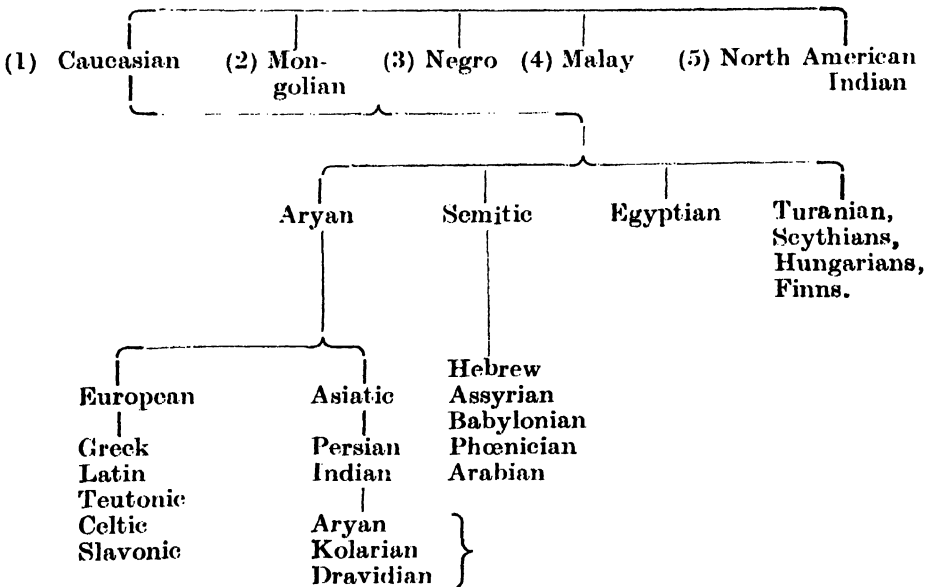 (1) Caucasian (2) Mon- (3) Negro (4) Malay (5) North American
golian Indian
Aryan Semitic Egyptian Turanian,
Scythians,
Hungarians,
Finns.
Hebrew
European Asiatic Assyrian
Babylonian
Greek Persian Phœnician
Latin Indian Arabian
Teutonic
Celtic Aryan
Slavonic Kolarian
Dravidian